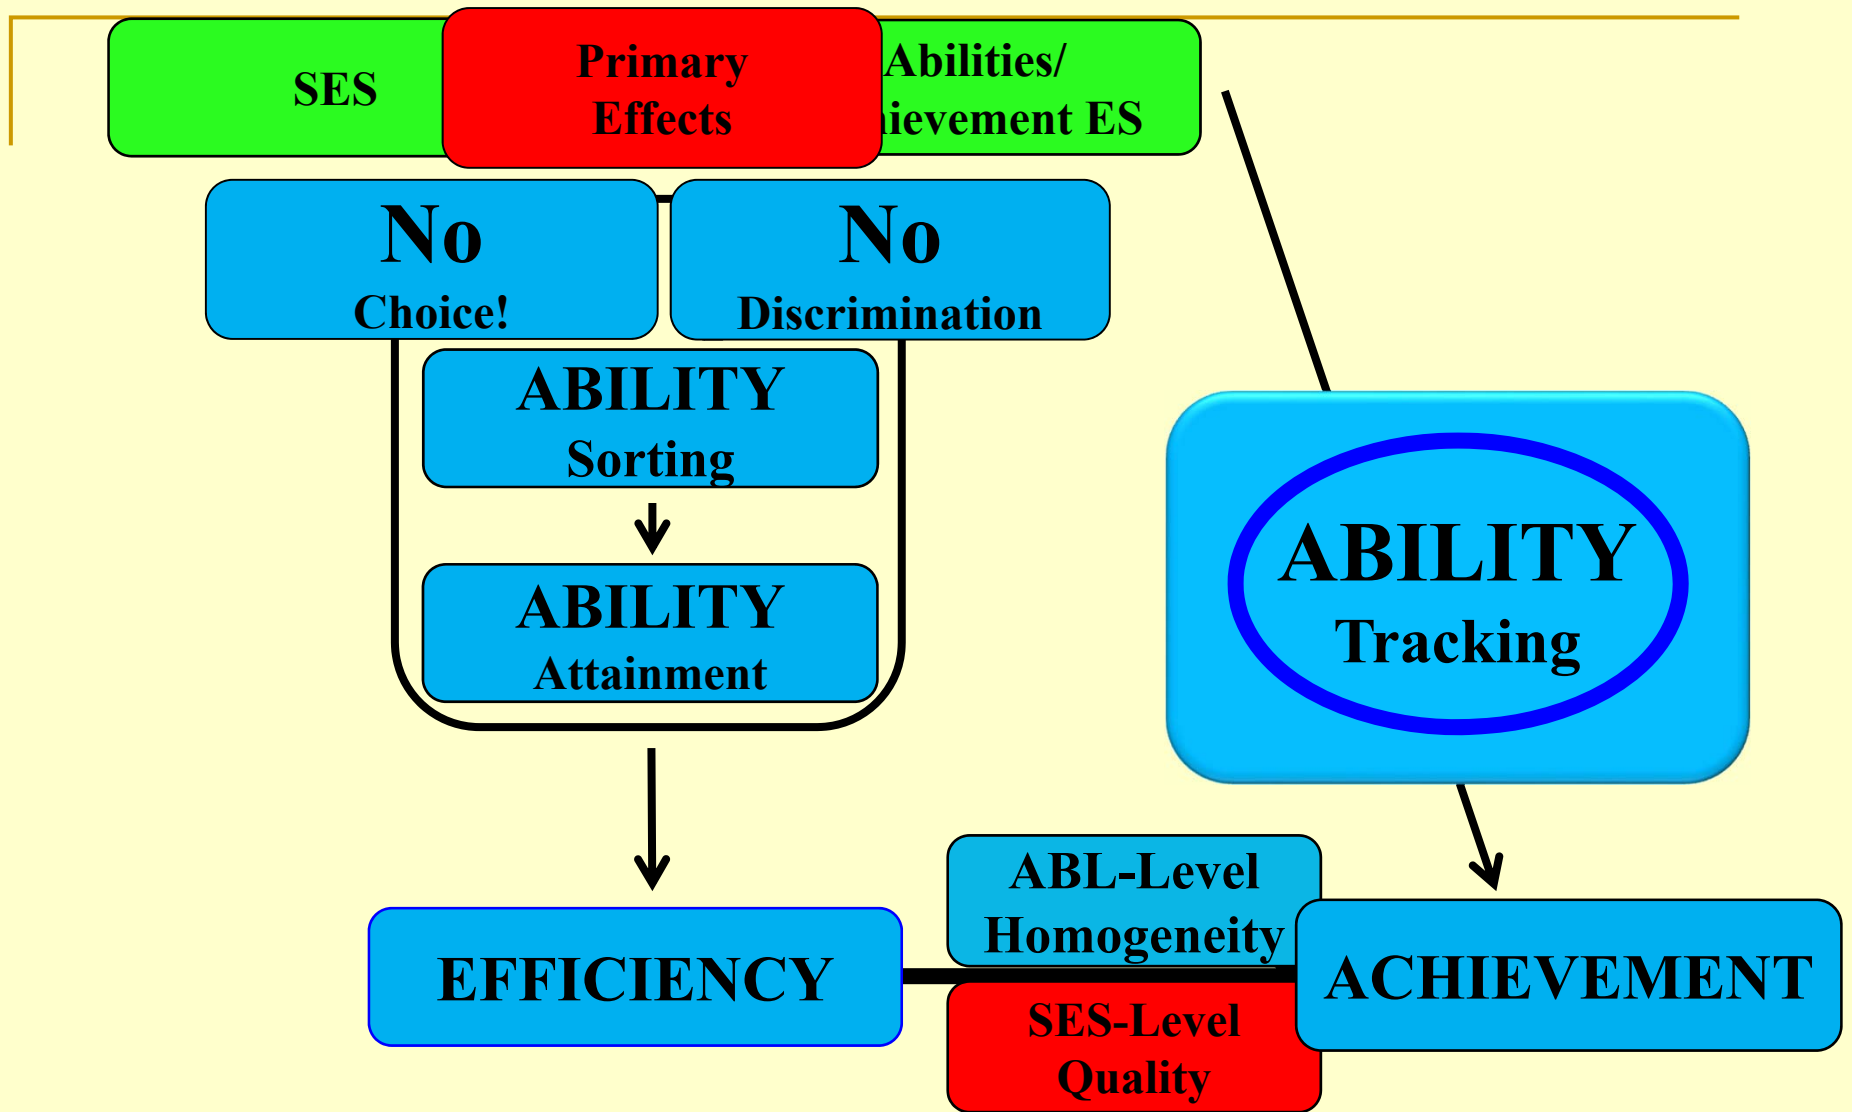 SES
Primary
Effects
Abilities/
ievement ES
No
Choice!
No
Discrimination
ABILITY
Sorting
ABILITY
Attainment
ABILITY
Tracking
ABL-Level
Homogeneity
EFFICIENCY
ACHIEVEMENT
SES-Level
Quality